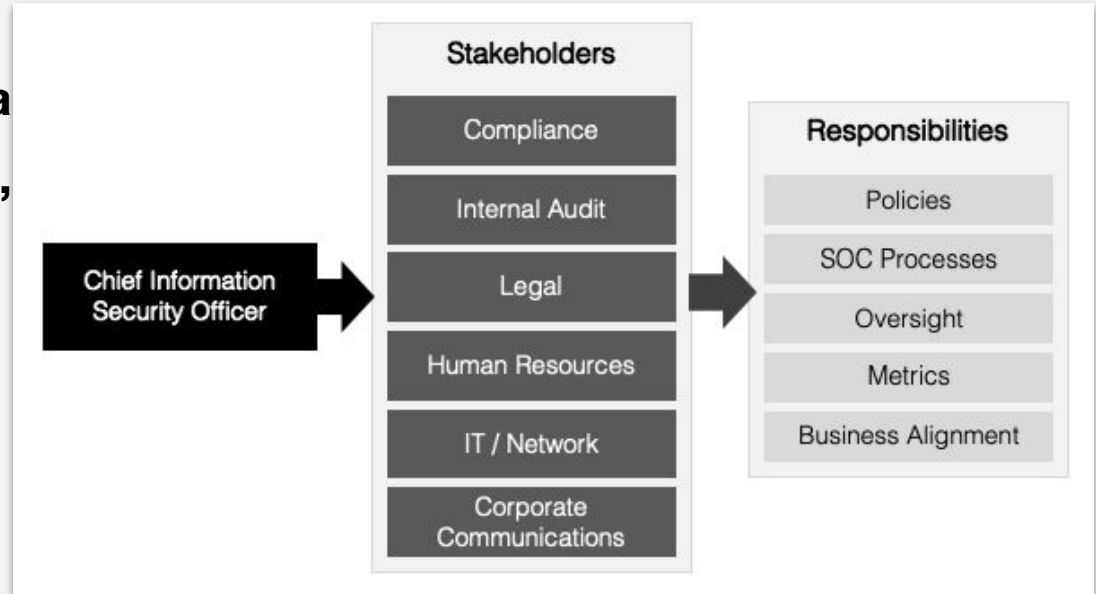 a
,
Chief Information
Security Officer
Stakeholders
Compliance
Internal Audit
Legal
Human Resources
IT / Network
Corporate
Communications
Responsibilities
Policies
SOC Processes
Oversight
Metrics
Business Alignment